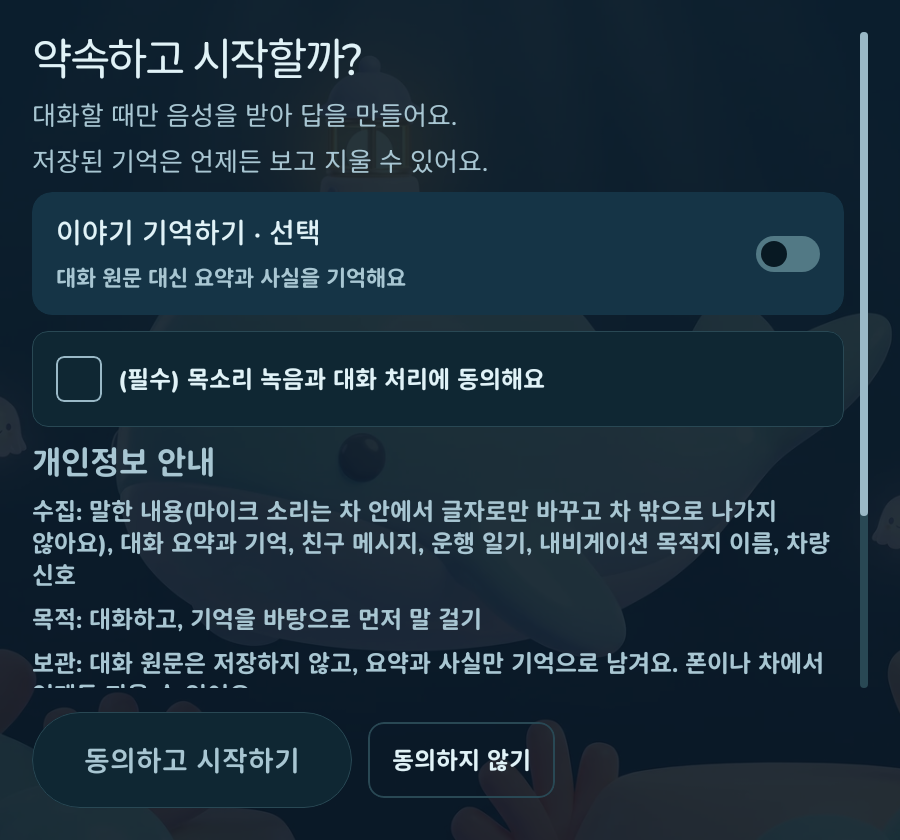 약속하고 시작할까?
대화할 때만 음성을 받아 답을 만들어요.
저장된 기억은 언제든 보고 지울 수 있어요.
이야기 기억하기 · 선택
대화 원문 대신 요약과 사실을 기억해요
(필수) 목소리 녹음과 대화 처리에 동의해요
개인정보 안내
수집: 말한 내용(마이크 소리는 차 안에서 글자로만 바꾸고 차 밖으로 나가지
않아요), 대화 요약과 기억, 친구 메시지, 운행 일기, 내비게이션 목적지 이름, 차량
신호
목적: 대화하고, 기억을 바탕으로 먼저 말 걸기
보관: 대화 원문은 저장하지 않고, 요약과 사실만 기억으로 남겨요. 폰이나 차에서
동의하고 시작하기
동의하지 않기